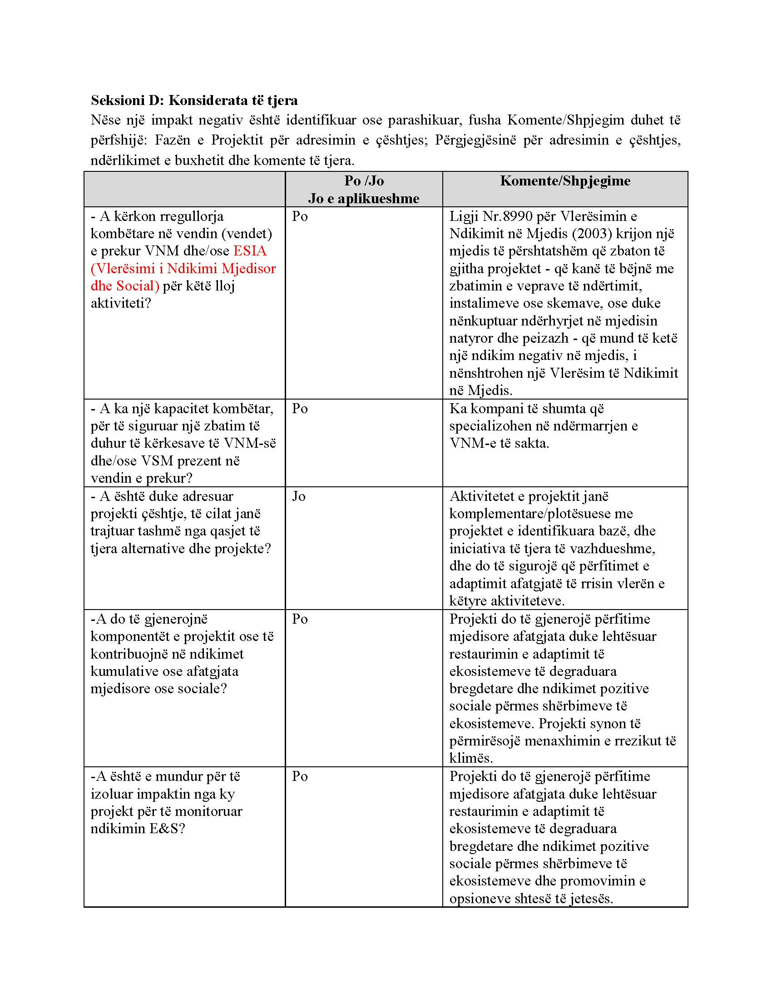 Seksioni D: Konsiderata të tjera
Nëse një impakt negativ është identifikuar ose parashikuar, fusha Komente/Shpjegim duhet të
përfshijë: Fazën e Projektit për adresimin e çështjes; Përgjegjësinë për adresimin e çështjes,
ndërlikimet e buxhetit dhe komente të tjera.
Po /Jo
Jo e aplikueshme
Komente/Shpjegime
- A kërkon rregullorja
kombëtare në vendin (vendet)
e prekur VNM dhe/ose ESIA
(Vlerësimi i Ndikimi Mjedisor
dhe Social) për këtë lloj
aktiviteti?
Po
Ligji Nr.8990 për Vlerësimin e
Ndikimit në Mjedis (2003) krijon një
mjedis të përshtatshëm që zbaton të
gjitha projektet - që kanë të bëjnë me
zbatimin e veprave të ndërtimit,
instalimeve ose skemave, ose duke
nënkuptuar ndërhyrjet në mjedisin
natyror dhe peizazh - që mund të ketë
një ndikim negativ në mjedis, i
nënshtrohen një Vlerësim të Ndikimit
në Mjedis.
- A ka një kapacitet kombëtar,
për të siguruar një zbatim të
duhur të kërkesave të VNM-së
dhe/ose VSM prezent në
vendin e prekur?
Po
Ka kompani të shumta që
specializohen në ndërmarrjen e
VNM-e të sakta.
- A është duke adresuar
projekti çështje, të cilat janë
trajtuar tashmë nga qasjet të
tjera alternative dhe projekte?
Jo
Aktivitetet e projektit janë
komplementare/plotësuese me
projektet e identifikuara bazë, dhe
iniciativa të tjera të vazhdueshme,
dhe do të sigurojë që përfitimet e
adaptimit afatgjatë të rrisin vlerën e
këtyre aktiviteteve.
-A do të gjenerojnë
komponentët e projektit ose të
kontribuojnë në ndikimet
kumulative ose afatgjata
mjedisore ose sociale?
Po
Projekti do të gjenerojë përfitime
mjedisore afatgjata duke lehtësuar
restaurimin e adaptimit të
ekosistemeve të degraduara
bregdetare dhe ndikimet pozitive
sociale përmes shërbimeve të
ekosistemeve. Projekti synon të
përmirësojë menaxhimin e rrezikut të
klimës.
-A është e mundur për të
izoluar impaktin nga ky
projekt për të monitoruar
ndikimin E&S?
Po
Projekti do të gjenerojë përfitime
mjedisore afatgjata duke lehtësuar
restaurimin e adaptimit të
ekosistemeve të degraduara
bregdetare dhe ndikimet pozitive
sociale përmes shërbimeve të
ekosistemeve dhe promovimin e
opsioneve shtesë të jetesës.